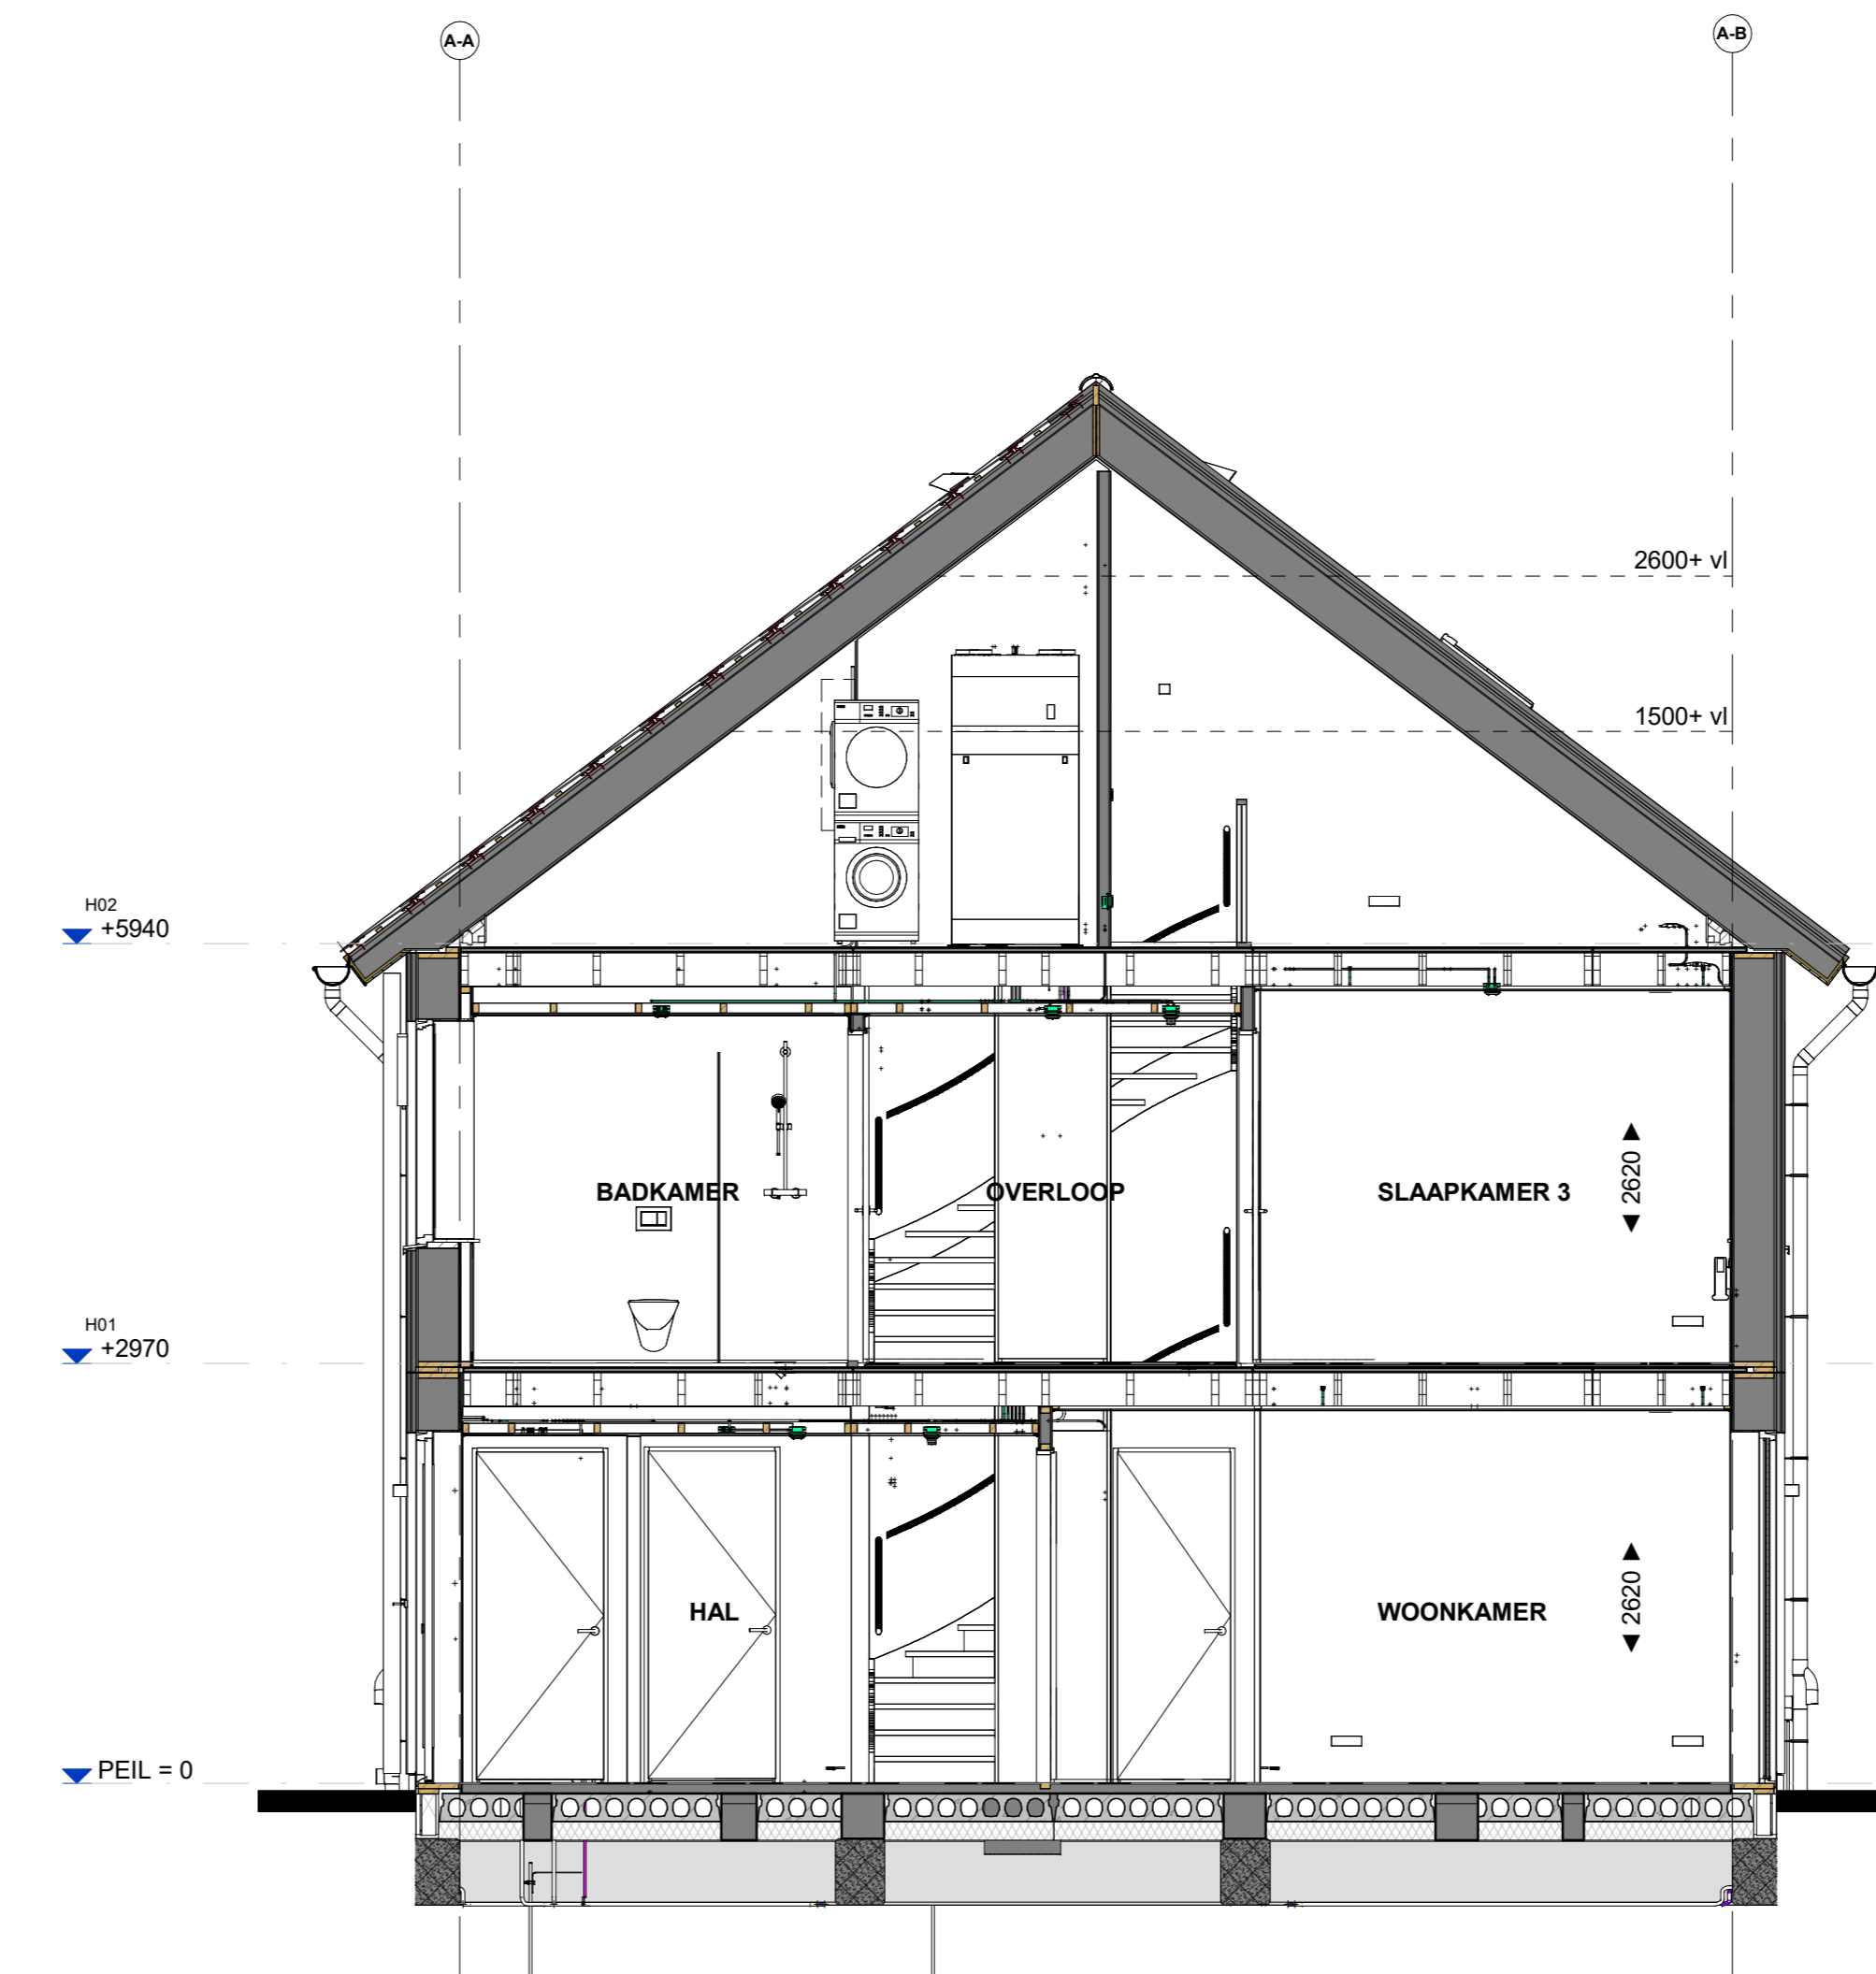 A-A
A-B
2600+ vl
1500+ vl
H02
+5940
BADKAMER
OVERLOOP
SLAAPKAMER 3
2620
H01
+2970
HAL
WOONKAMER
2620
PEIL = 0